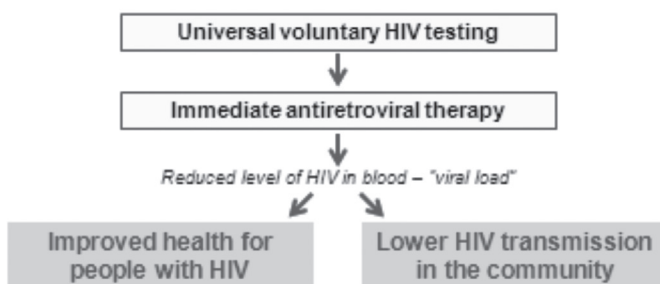 Universal voluntary HIV testing
Immediate antiretroviral therapy
Reduced level of HIV in blood – "viral load"
Improved health for
people with HIV
Lower HIV transmission
in the community